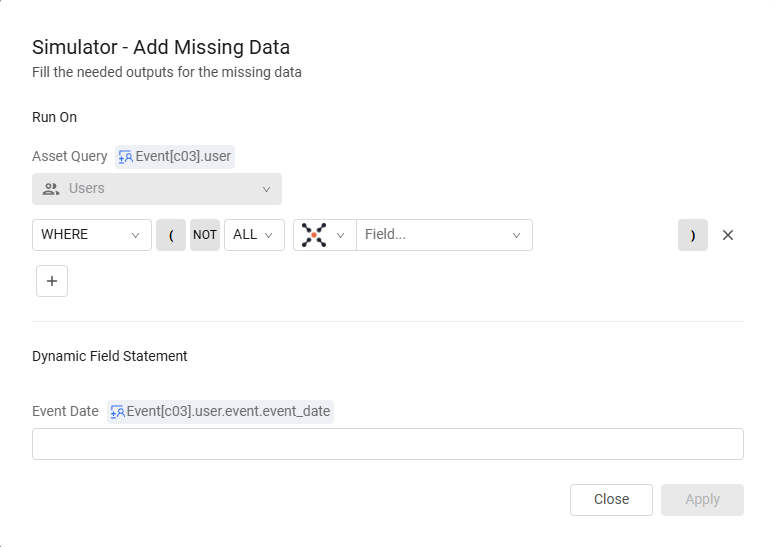 Simulator - Add Missing Data
Fill the needed outputs for the missing data
Run On
Asset Query Event[c03].user
Users
WHERE ( NOT ALL Field... )
Dynamic Field Statement
Event Date Event[c03].user.event.event_date
Close Apply